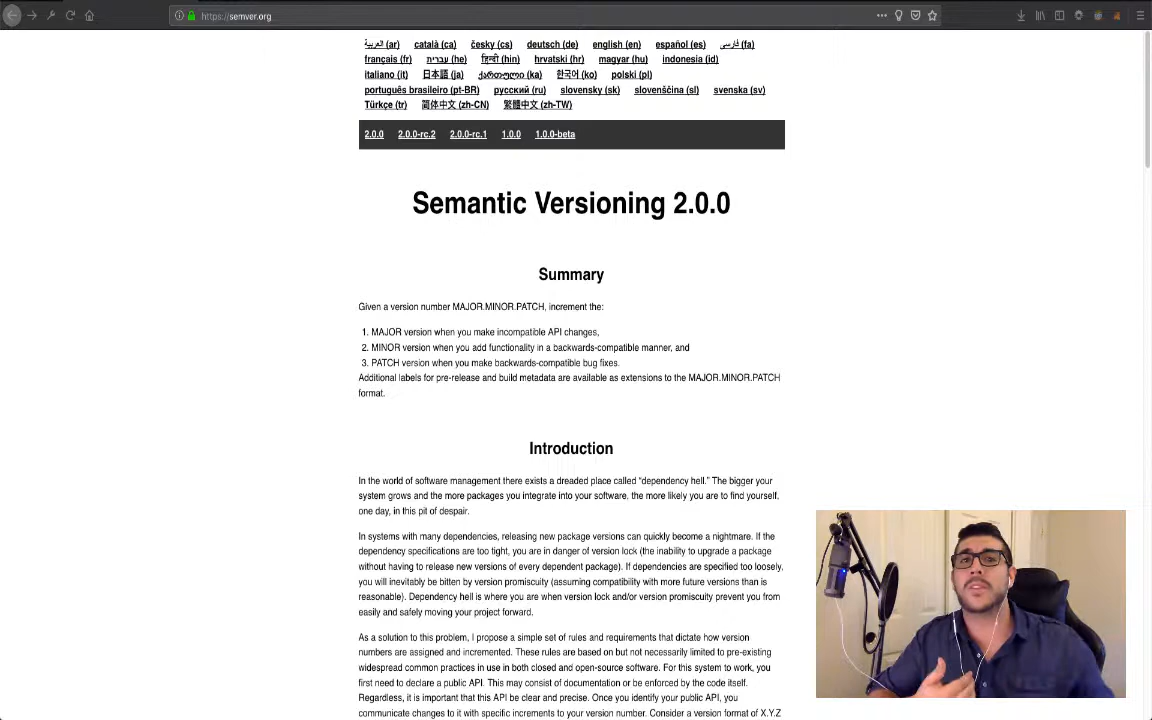 https://semver.org
العربية (ar) català (ca) česky (cs) deutsch (de) english (en) español (es) فارسی (fa)
français (fr) עברית (he) हिन्दी (hin) hrvatski (hr) magyar (hu) indonesia (id)
italiano (it) 日本語 (ja) ქართული (ka) 한국어 (ko) polski (pl)
português brasileiro (pt-BR) русский (ru) slovensky (sk) slovenščina (sl) svenska (sv)
Türkçe (tr) 简体中文 (zh-CN) 繁體中文 (zh-TW)
2.0.0 2.0.0-rc.2 2.0.0-rc.1 1.0.0 1.0.0-beta
Semantic Versioning 2.0.0
Summary
Given a version number MAJOR.MINOR.PATCH, increment the:
1. MAJOR version when you make incompatible API changes,
2. MINOR version when you add functionality in a backwards-compatible manner, and
3. PATCH version when you make backwards-compatible bug fixes.
Additional labels for pre-release and build metadata are available as extensions to the MAJOR.MINOR.PATCH
format.
Introduction
In the world of software management there exists a dreaded place called “dependency hell.” The bigger your
system grows and the more packages you integrate into your software, the more likely you are to find yourself,
one day, in this pit of despair.
In systems with many dependencies, releasing new package versions can quickly become a nightmare. If the
dependency specifications are too tight, you are in danger of version lock (the inability to upgrade a package
without having to release new versions of every dependent package). If dependencies are specified too loosely,
you will inevitably be bitten by version promiscuity (assuming compatibility with more future versions than is
reasonable). Dependency hell is where you are when version lock and/or version promiscuity prevent you from
easily and safely moving your project forward.
As a solution to this problem, I propose a simple set of rules and requirements that dictate how version
numbers are assigned and incremented. These rules are based on but not necessarily limited to pre-existing
widespread common practices in use in both closed and open-source software. For this system to work, you
first need to declare a public API. This may consist of documentation or be enforced by the code itself.
Regardless, it is important that this API be clear and precise. Once you identify your public API, you
communicate changes to it with specific increments to your version number. Consider a version format of X.Y.Z